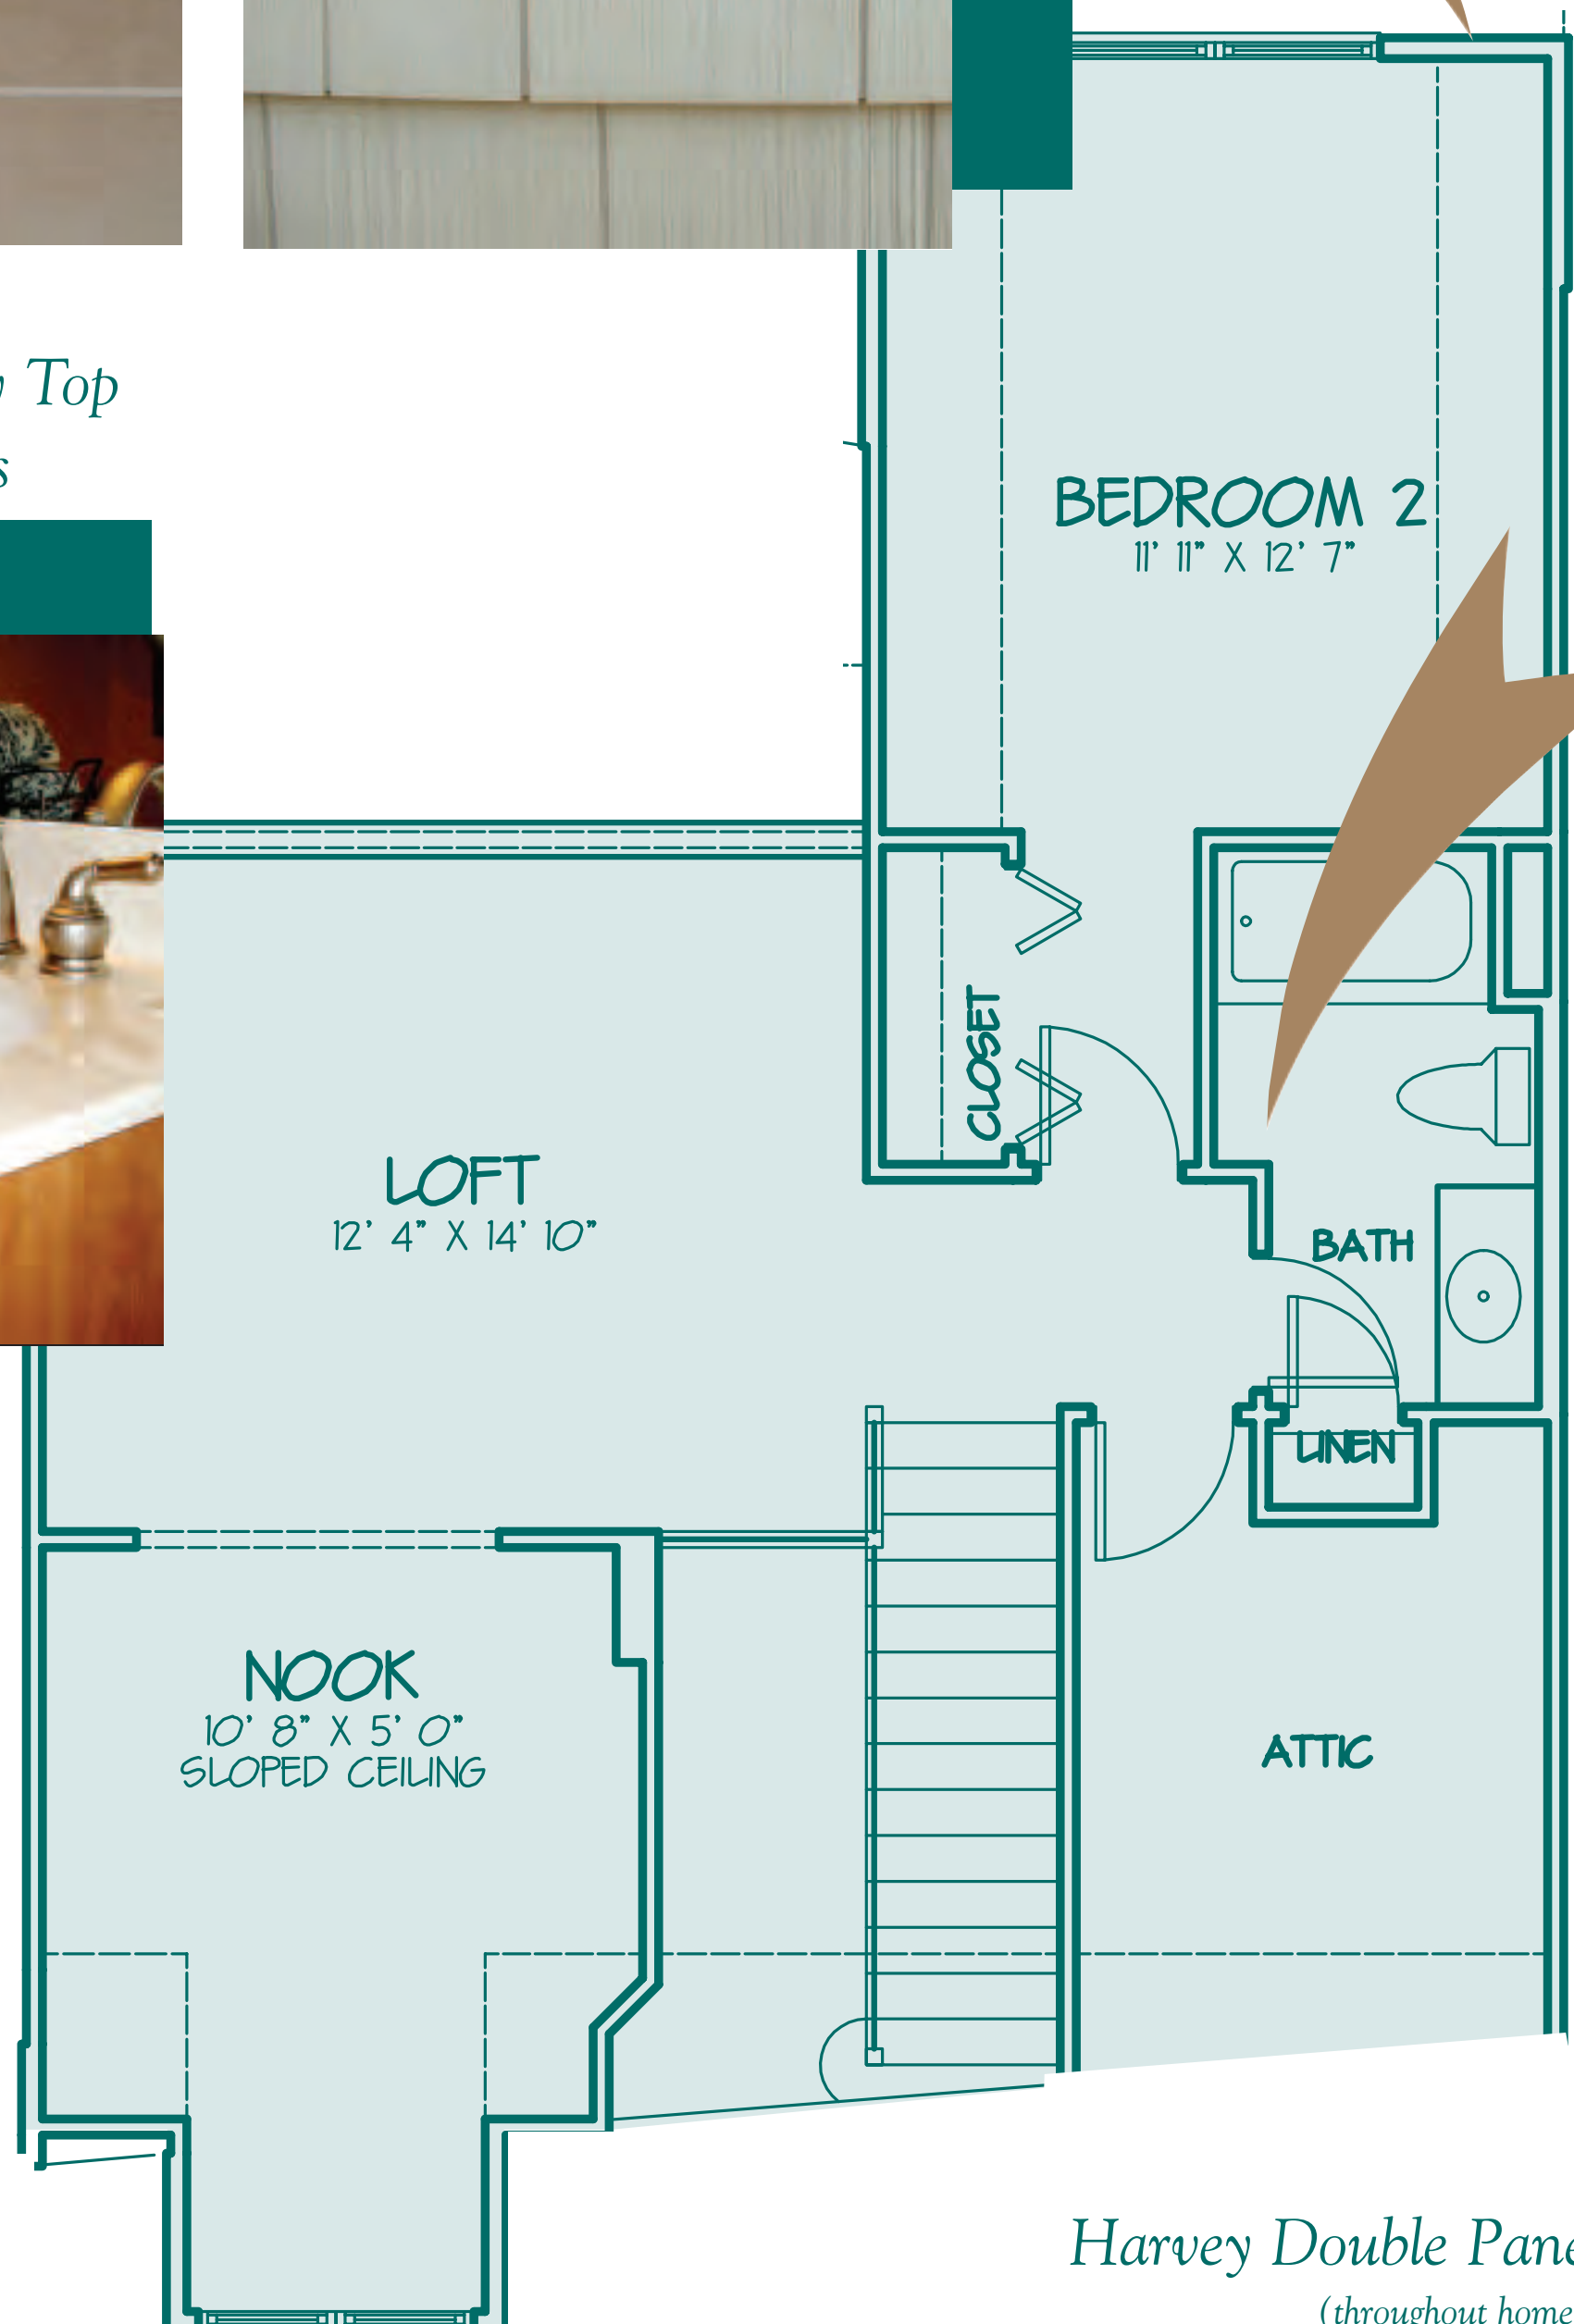 Top
BEDROOM 2
11' 11" X 12' 7"
CLOSET
LOFT
12' 4" X 14' 10"
BATH
LINEN
NOOK
10' 8" X 5' 0"
SLOPED CEILING
ATTIC
Harvey Double Pane
(throughout home